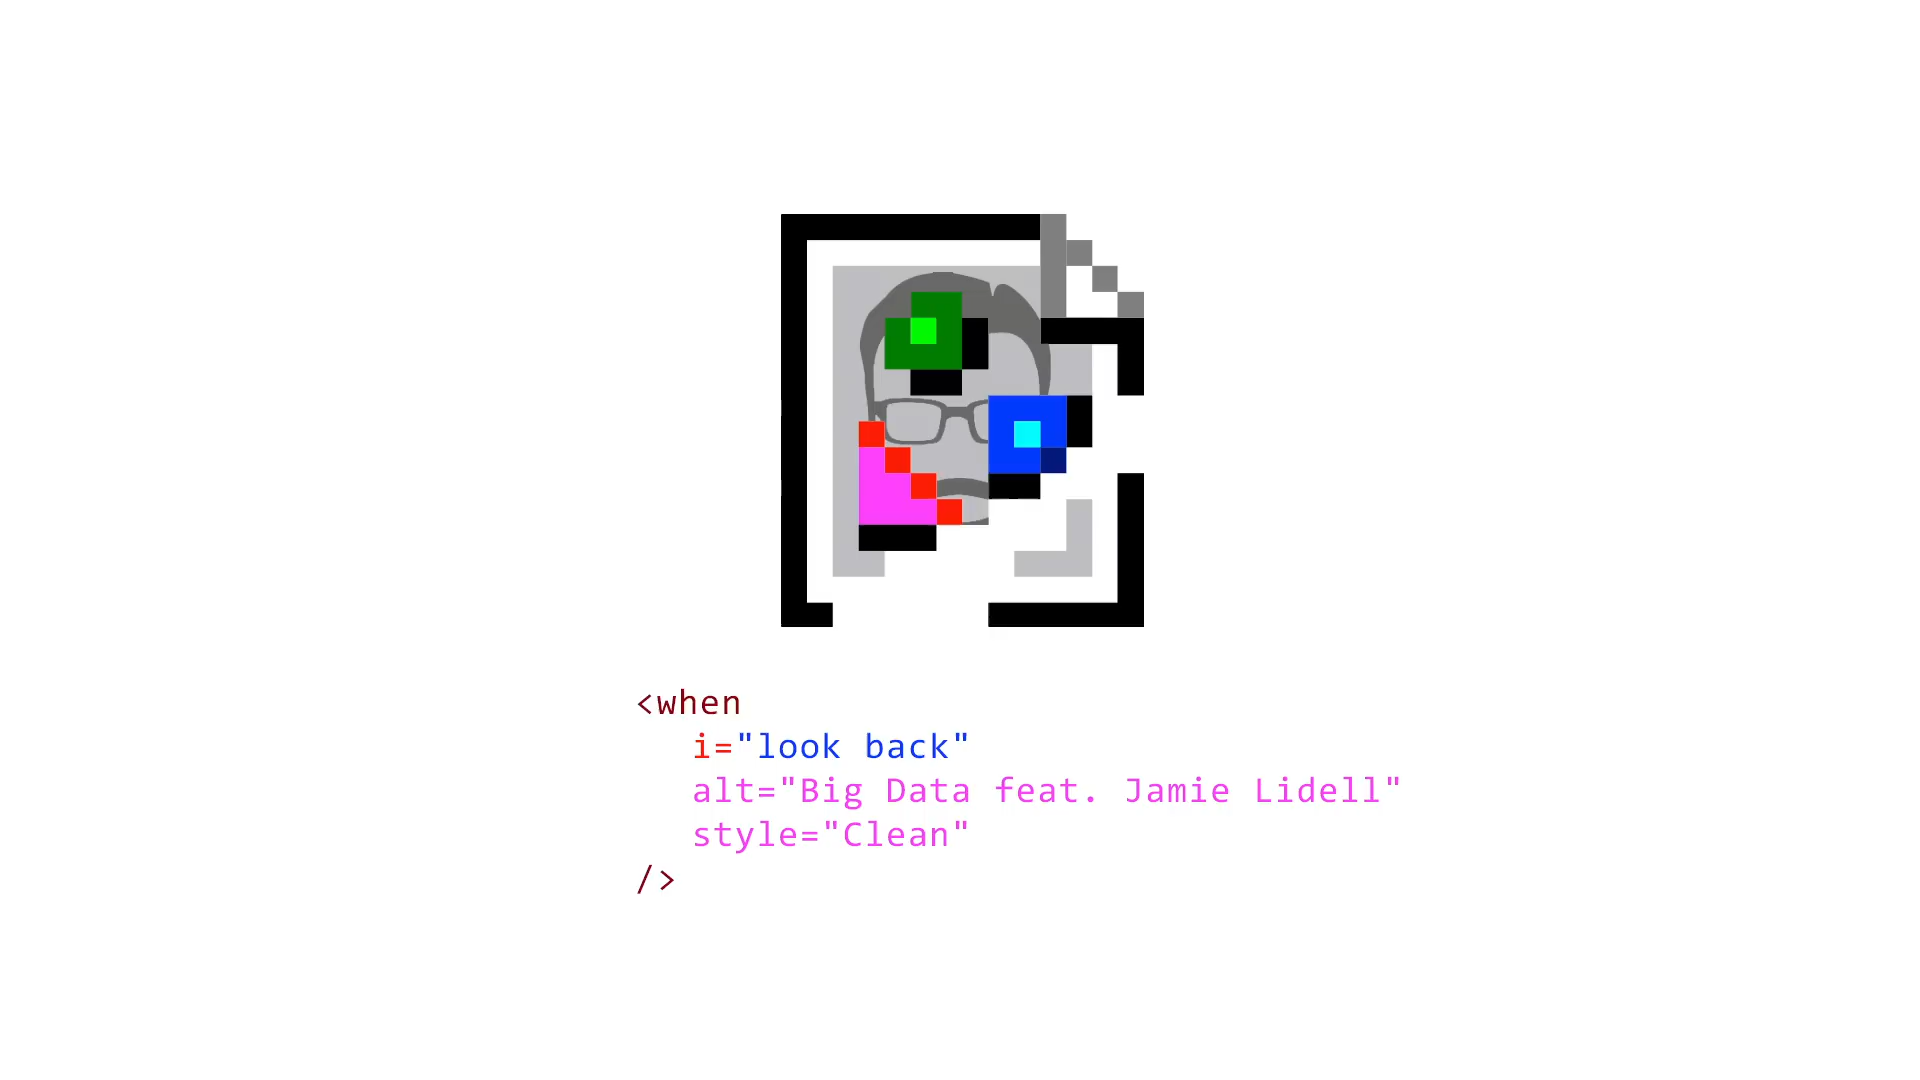 <when
i="look back"
alt="Big Data feat. Jamie Lidell"
style="Clean"
/>